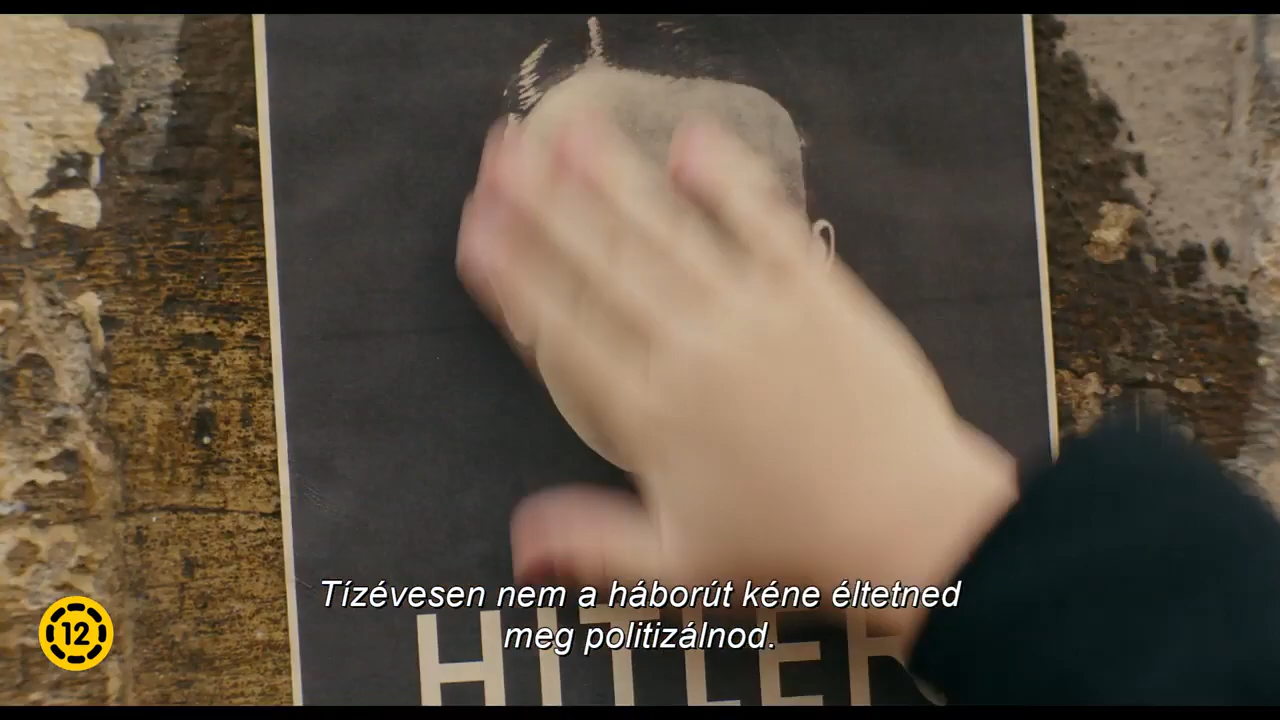 Tízévesen nem a háborút kéne éltetned
meg politizálnod.
HITLER
12